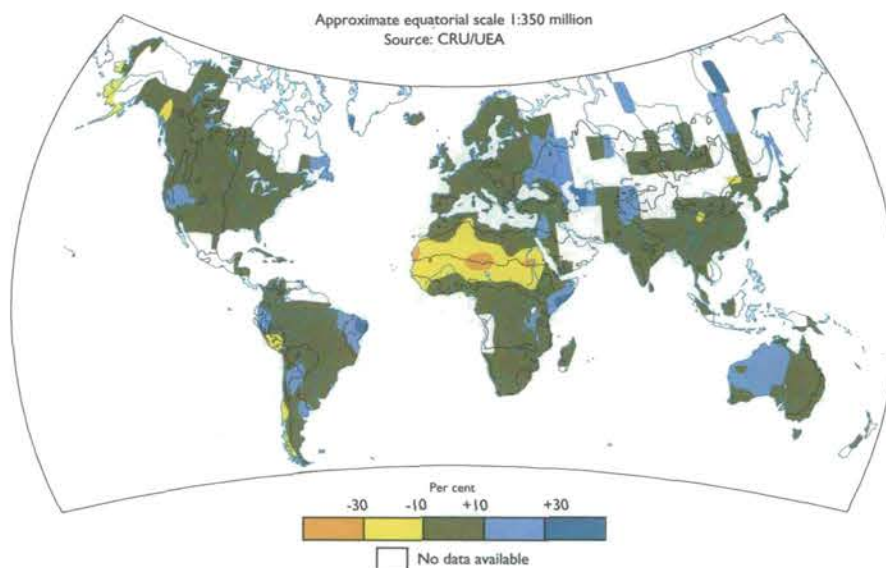 Approximate equatorial scale 1:350 million
Source: CRU/UEA
Per cent
-30 -10 +10 +30
No data available